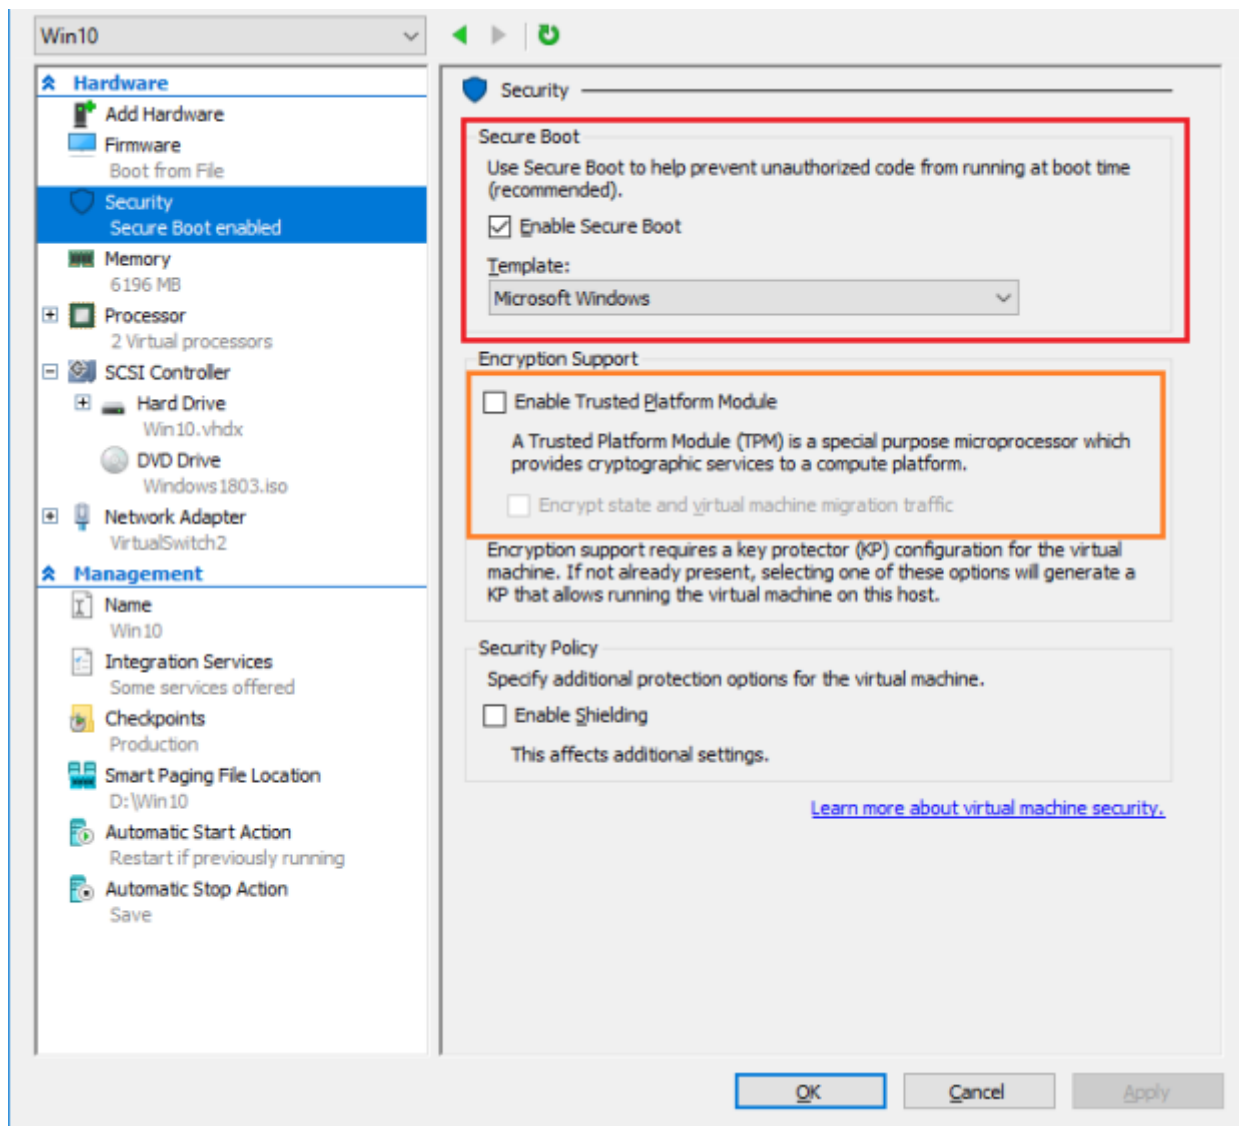 Win10
Hardware
Add Hardware
Firmware
Boot from File
Security
Secure Boot enabled
Memory
6196 MB
Processor
2 Virtual processors
SCSI Controller
Hard Drive
Win10.vhdx
DVD Drive
Windows1803.iso
Network Adapter
VirtualSwitch2
Management
Name
Win10
Integration Services
Some services offered
Checkpoints
Production
Smart Paging File Location
D:\Win10
Automatic Start Action
Restart if previously running
Automatic Stop Action
Save
Security
Secure Boot
Use Secure Boot to help prevent unauthorized code from running at boot time
(recommended).
Enable Secure Boot
Template:
Microsoft Windows
Encryption Support
Enable Trusted Platform Module
A Trusted Platform Module (TPM) is a special purpose microprocessor which
provides cryptographic services to a compute platform.
Encrypt state and virtual machine migration traffic
Encryption support requires a key protector (KP) configuration for the virtual
machine. If not already present, selecting one of these options will generate a
KP that allows running the virtual machine on this host.
Security Policy
Specify additional protection options for the virtual machine.
Enable Shielding
This affects additional settings.
Learn more about virtual machine security.
OK
Cancel
Apply